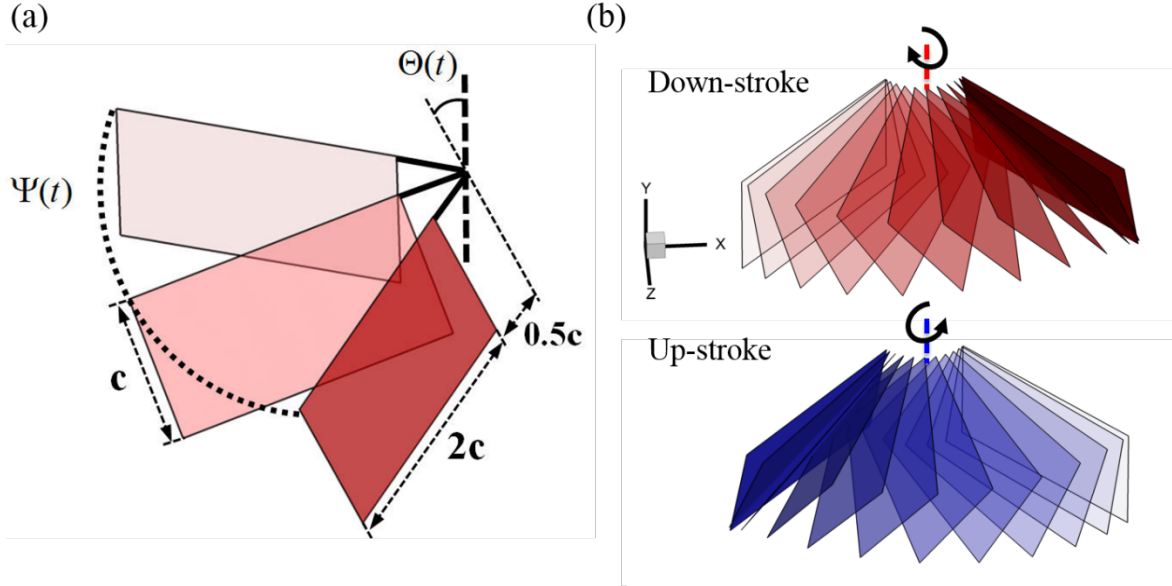 (a)
Θ(t)
Ψ(t)
c
2c
0.5c
(b)
Down-stroke
Y
X
Z
Up-stroke